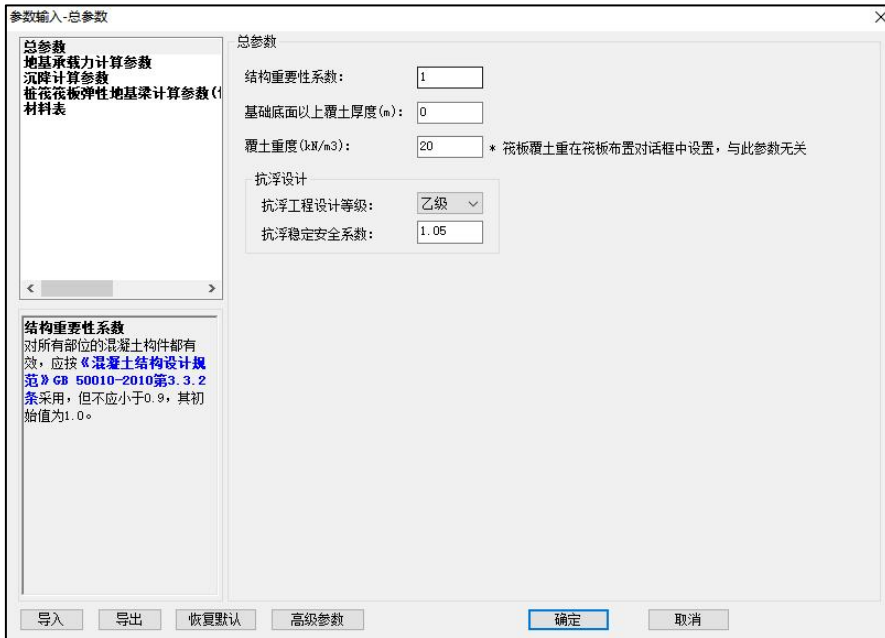 参数输入-总参数
总参数
地基承载力计算参数
沉降计算参数
桩筏筏板弹性地基梁计算参数(
材料表
结构重要性系数
对所有部位的混凝土构件都有
效，应按《混凝土结构设计规
范》GB 50010-2010第3.3.2
条采用，但不应小于0.9，其初
始值为1.0。
总参数
结构重要性系数： 1
基础底面以上覆土厚度(m)： 0
覆土重度(kN/m3)： 20 * 筏板覆土重在筏板布置对话框中设置，与此参数无关
抗浮设计
抗浮工程设计等级： 乙级
抗浮稳定安全系数： 1.05
导入 导出 恢复默认 高级参数 确定 取消